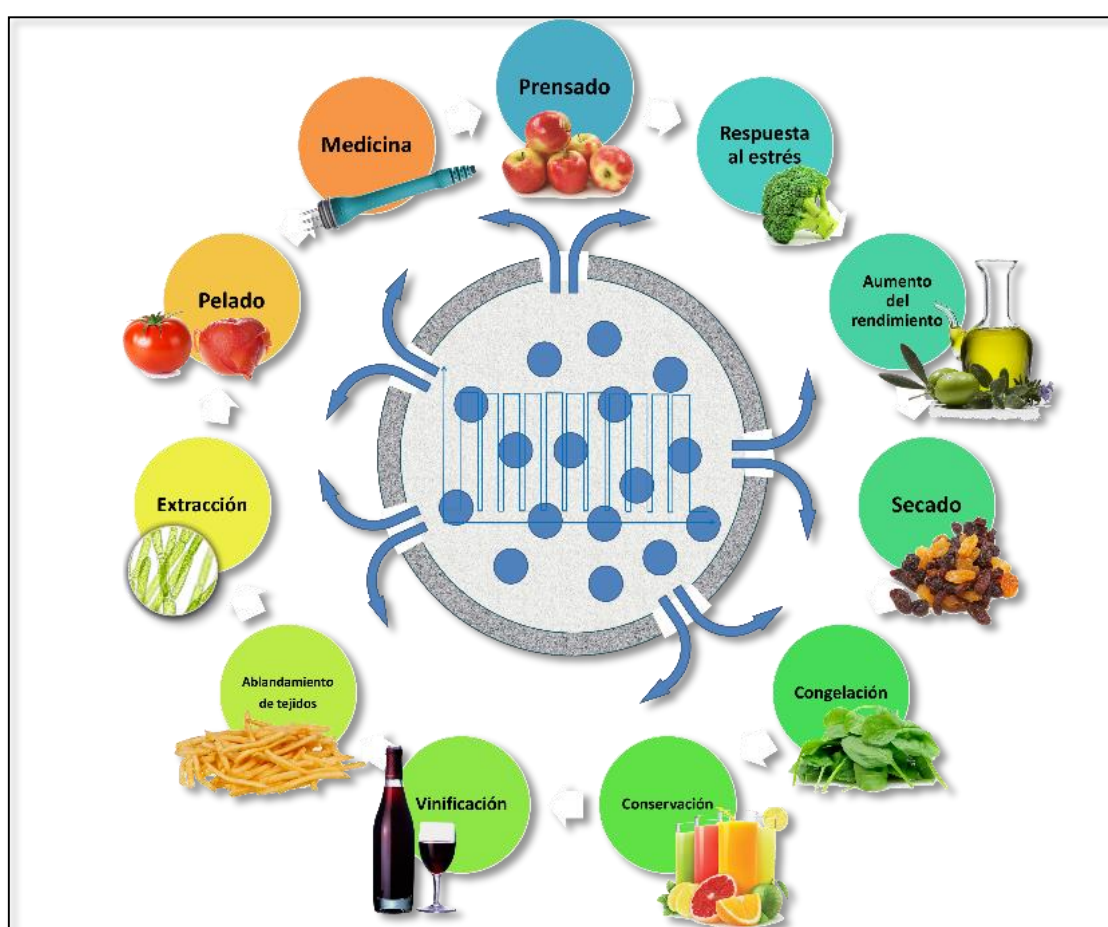 Prensado
Respuesta
al estrés
Aumento
del
rendimiento
Secado
Congelación
Conservación
Vinificación
Ablandamiento
de tejidos
Extracción
Pelado
Medicina